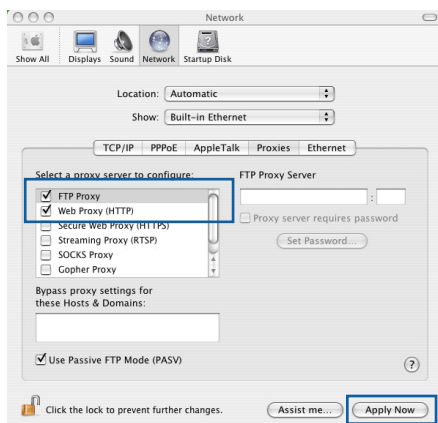 Network
Show All Displays Sound Network Startup Disk
Location: Automatic
Show: Built-in Ethernet
TCP/IP PPPoE AppleTalk Proxies Ethernet
Select a proxy server to configure: FTP Proxy Server
FTP Proxy :
Web Proxy (HTTP) Proxy server requires password
Secure Web Proxy (HTTPS)
Streaming Proxy (RTSP) Set Password...
SOCKS Proxy
Gopher Proxy
Bypass proxy settings for
these Hosts & Domains:
Use Passive FTP Mode (PASV) ?
Click the lock to prevent further changes. Assist me... Apply Now